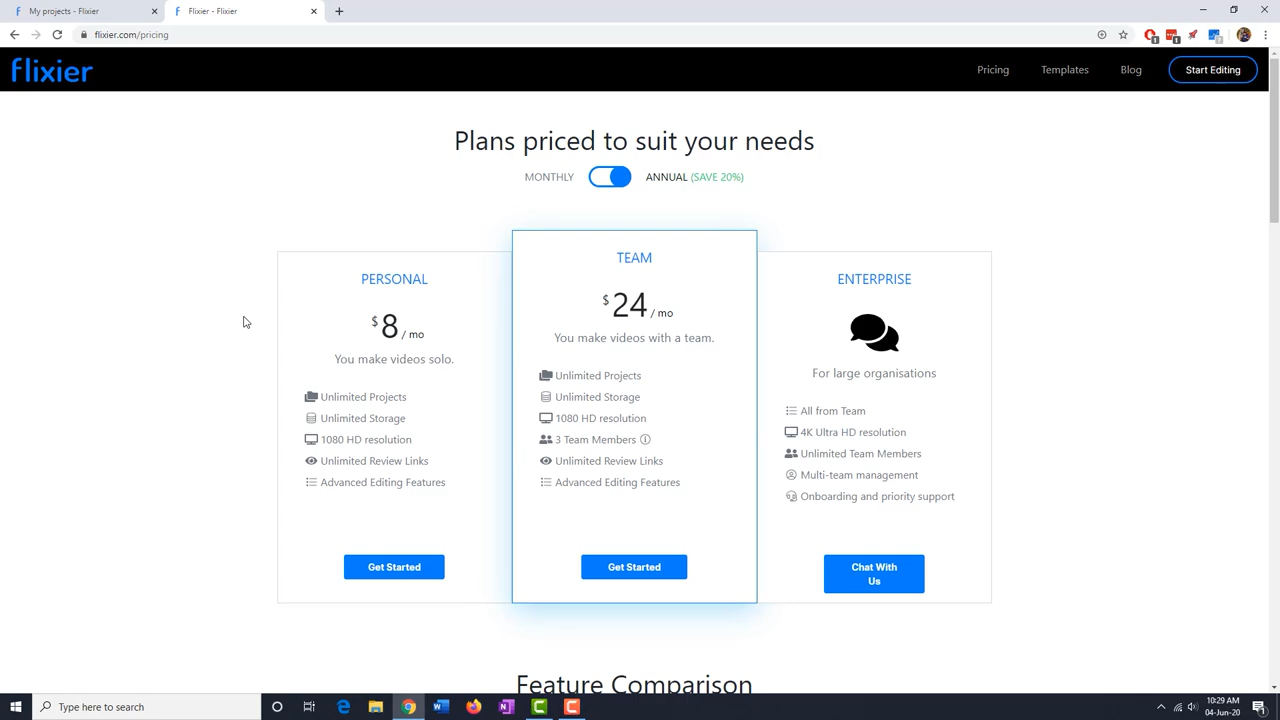 My projects - Flixier
Flixier - Flixier
flixier.com/pricing
flixier
Pricing
Templates
Blog
Start Editing
Plans priced to suit your needs
MONTHLY
ANNUAL (SAVE 20%)
PERSONAL
$8 / mo
You make videos solo.
Unlimited Projects
Unlimited Storage
1080 HD resolution
Unlimited Review Links
Advanced Editing Features
Get Started
TEAM
$24 / mo
You make videos with a team.
Unlimited Projects
Unlimited Storage
1080 HD resolution
3 Team Members
Unlimited Review Links
Advanced Editing Features
Get Started
ENTERPRISE
For large organisations
All from Team
4K Ultra HD resolution
Unlimited Team Members
Multi-team management
Onboarding and priority support
Chat With
Us
Feature Comparison
Type here to search
10:29 AM
04-Jun-20